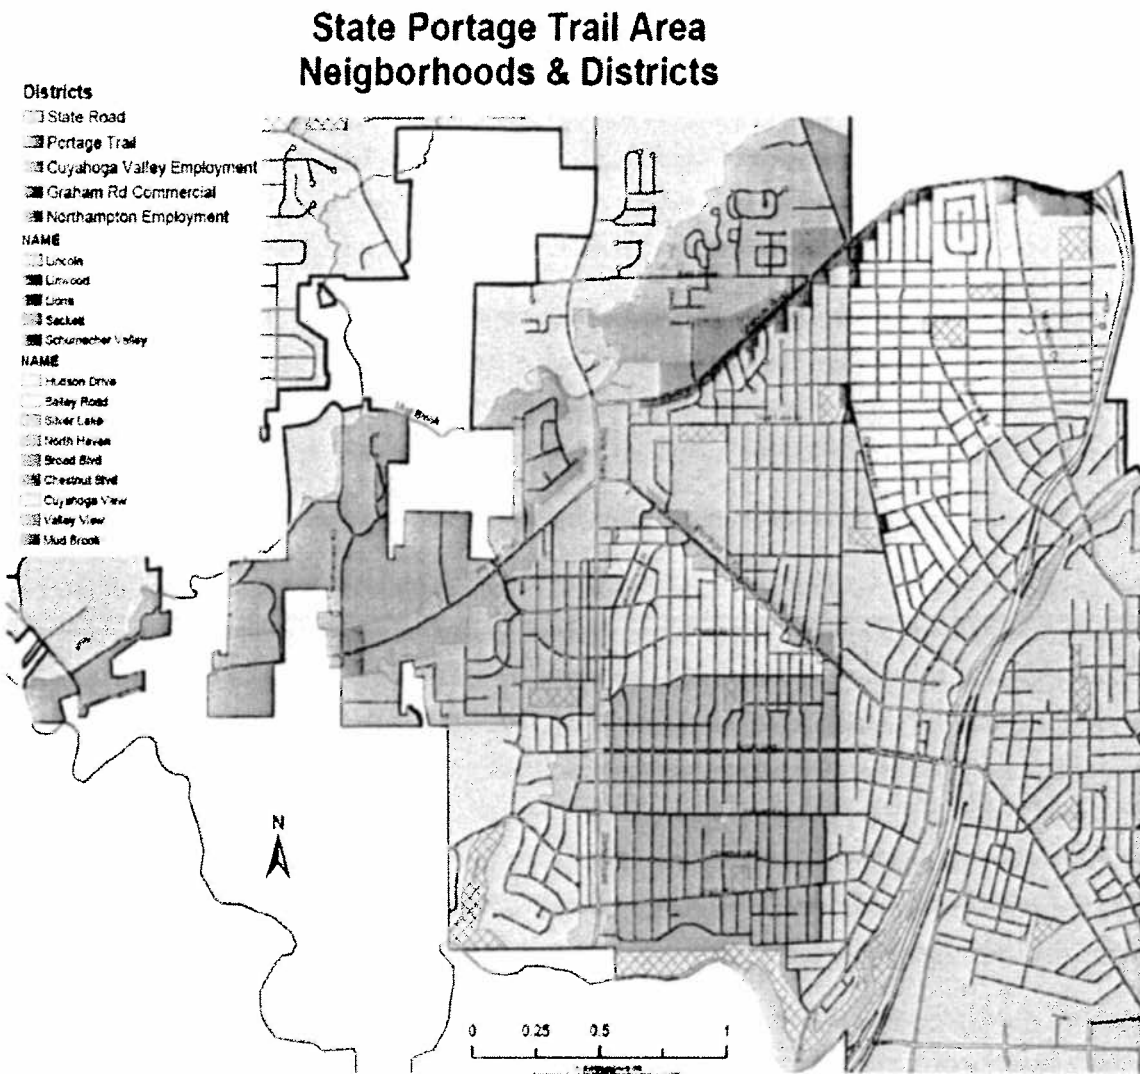 State Portage Trail Area
Neigborhoods & Districts
Districts
State Road
Portage Trail
Cuyahoga Valley Employment
Graham Rd Commercial
Northampton Employment
NAME
Lincoln
Linwood
Lions
Sackett
Schumacher Valley
NAME
Hudson Drive
Bailey Road
Silver Lake
North Haven
Broad Blvd
Chestnut Blvd
Cuyahoga View
Valley View
Mud Brook
Mud Brook
N
0 0.25 0.5 1